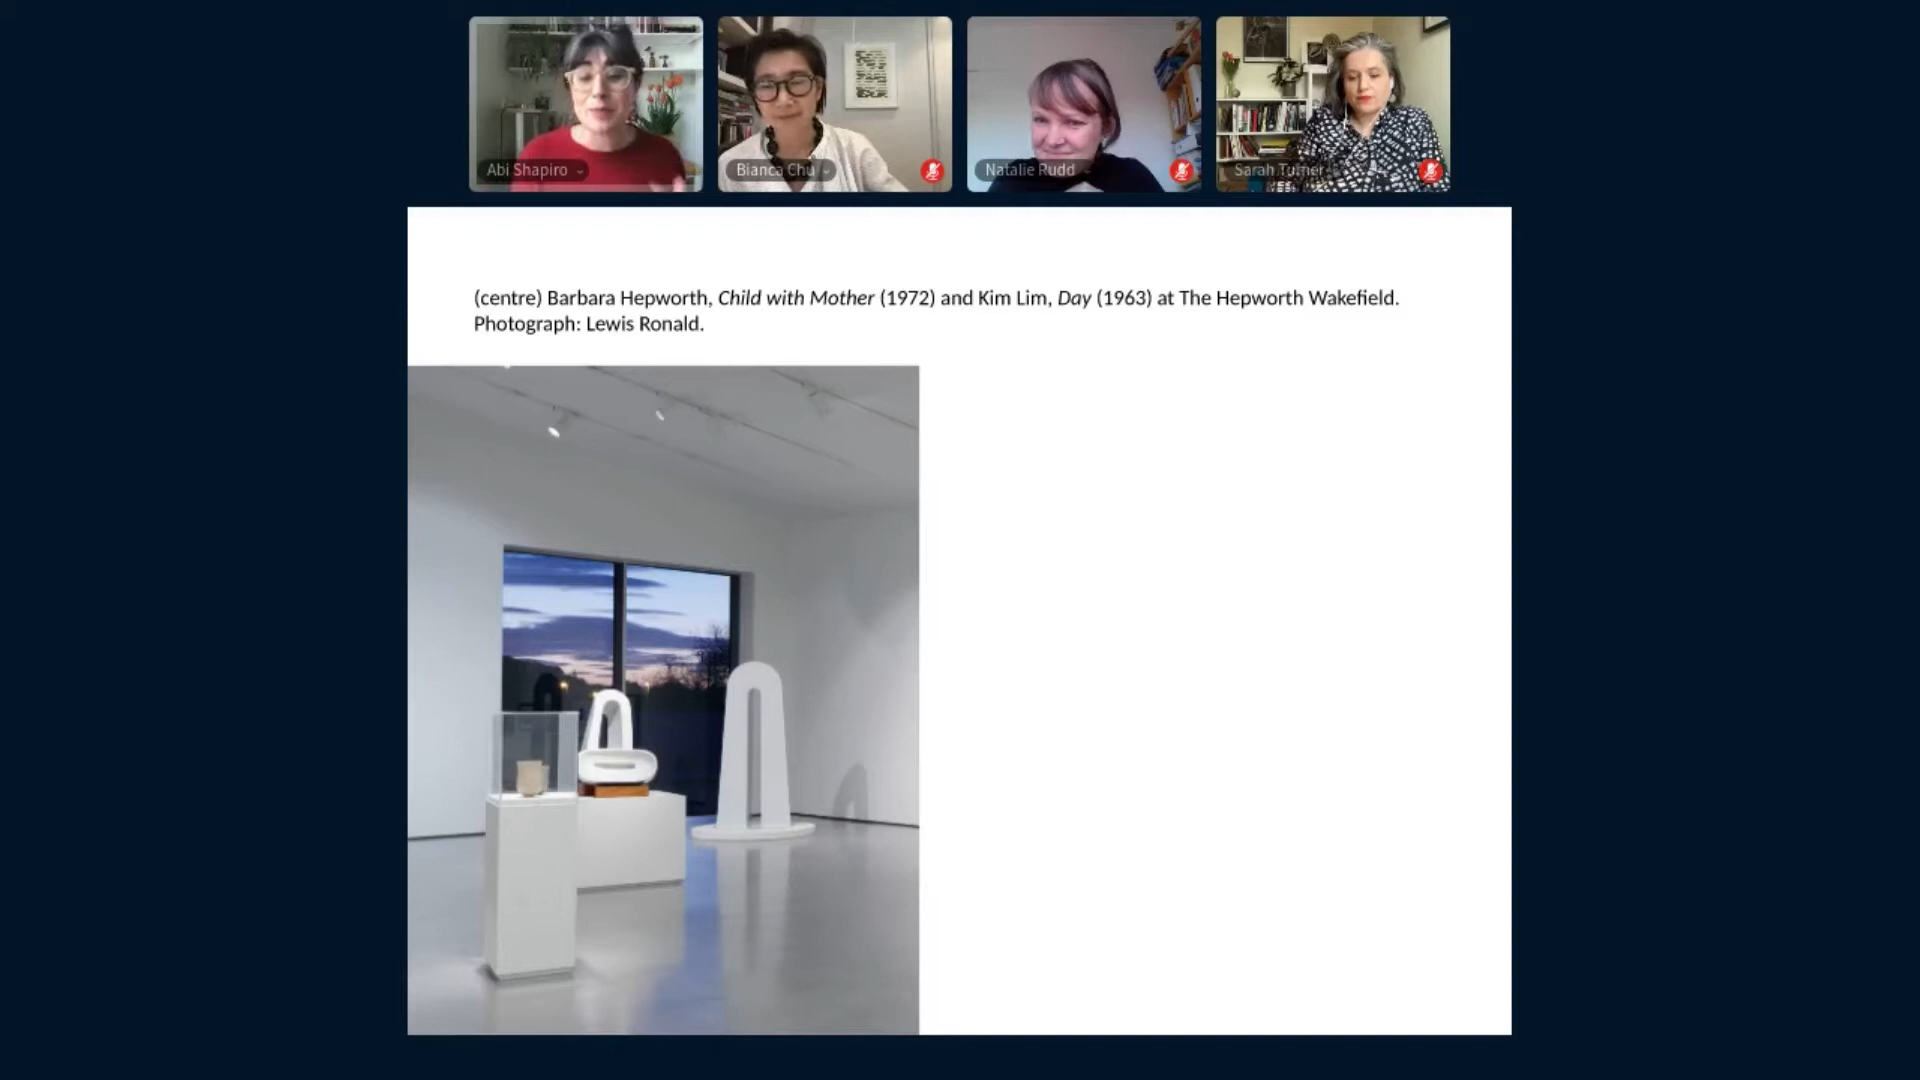 Abi Shapiro
Bianca Chu
Natalie Rudd
Sarah Turner
(centre) Barbara Hepworth, Child with Mother (1972) and Kim Lim, Day (1963) at The Hepworth Wakefield.
Photograph: Lewis Ronald.